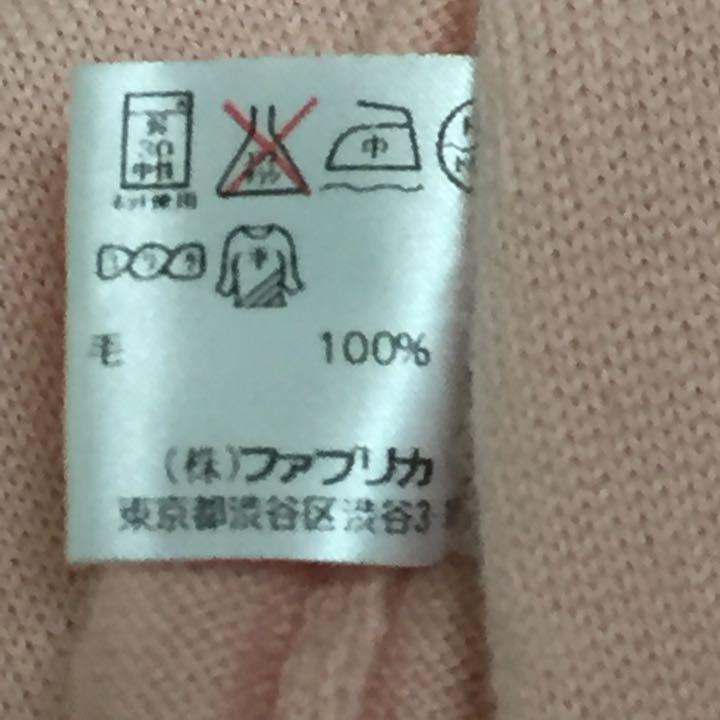 弱
30
中性
ネット使用
中
ド
中
毛 100%
(株)ファブリカ
東京都渋谷区渋谷3